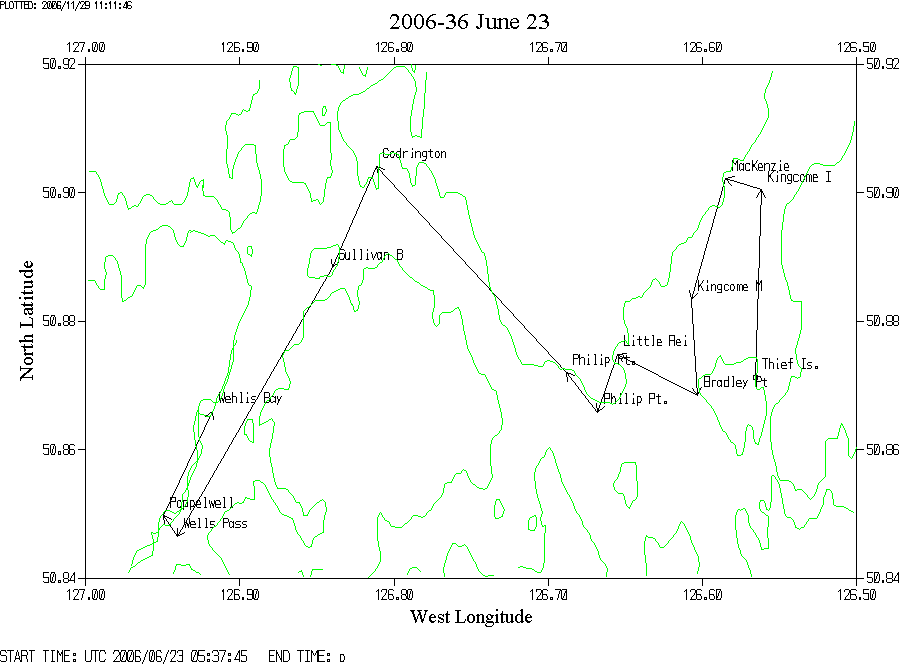 PLOTTED: 2006/11/29 11:11:46
2006-36 June 23
127.00 126.90 126.80 126.70 126.60 126.50
50.92 50.92
Codrington
MacKenzie
Kingcome I
50.90 50.90
Sullivan B
Kingcome M
North Latitude
50.88 50.88
Little Rei
Philip Pt.
Thief Is.
Bradley Pt
Wehlis Bay
Philip Pt.
50.86 50.86
Popplewell
Wells Pass
50.84 50.84
127.00 126.90 126.80 126.70 126.60 126.50
West Longitude
START TIME: UTC 2006/06/23 05:37:45 END TIME: o